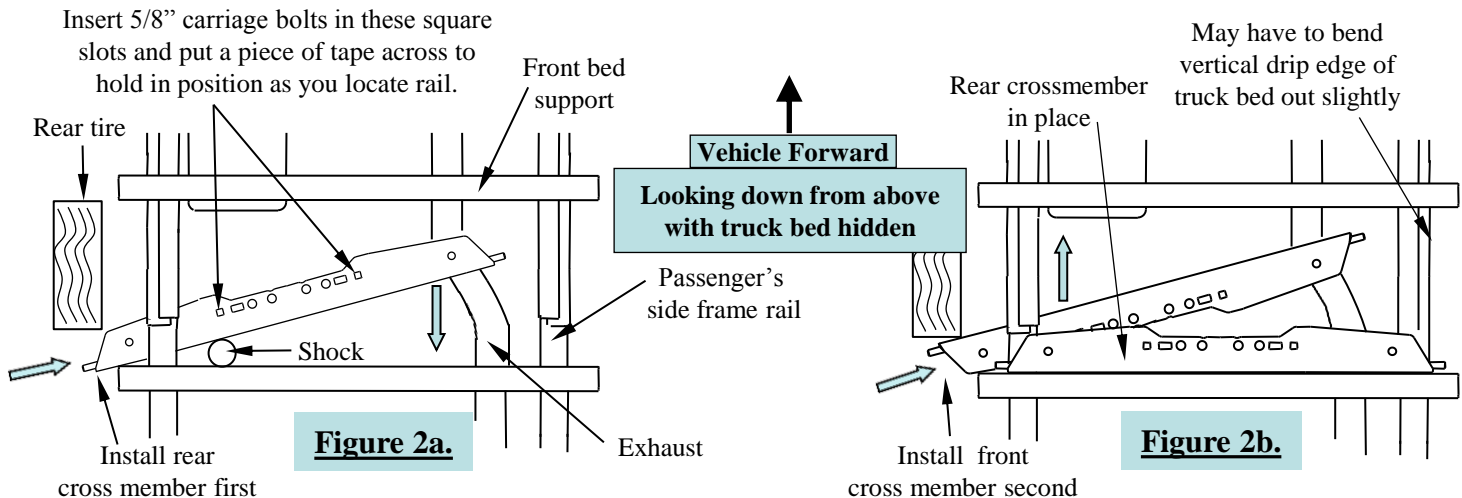 Insert 5/8” carriage bolts in these square
slots and put a piece of tape across to
hold in position as you locate rail.
Rear tire
Front bed
support
Shock
Passenger’s
side frame rail
Install rear
cross member first
Figure 2a.
Exhaust
Vehicle Forward
Looking down from above
with truck bed hidden
Rear crossmember
in place
May have to bend
vertical drip edge of
truck bed out slightly
Install front
cross member second
Figure 2b.